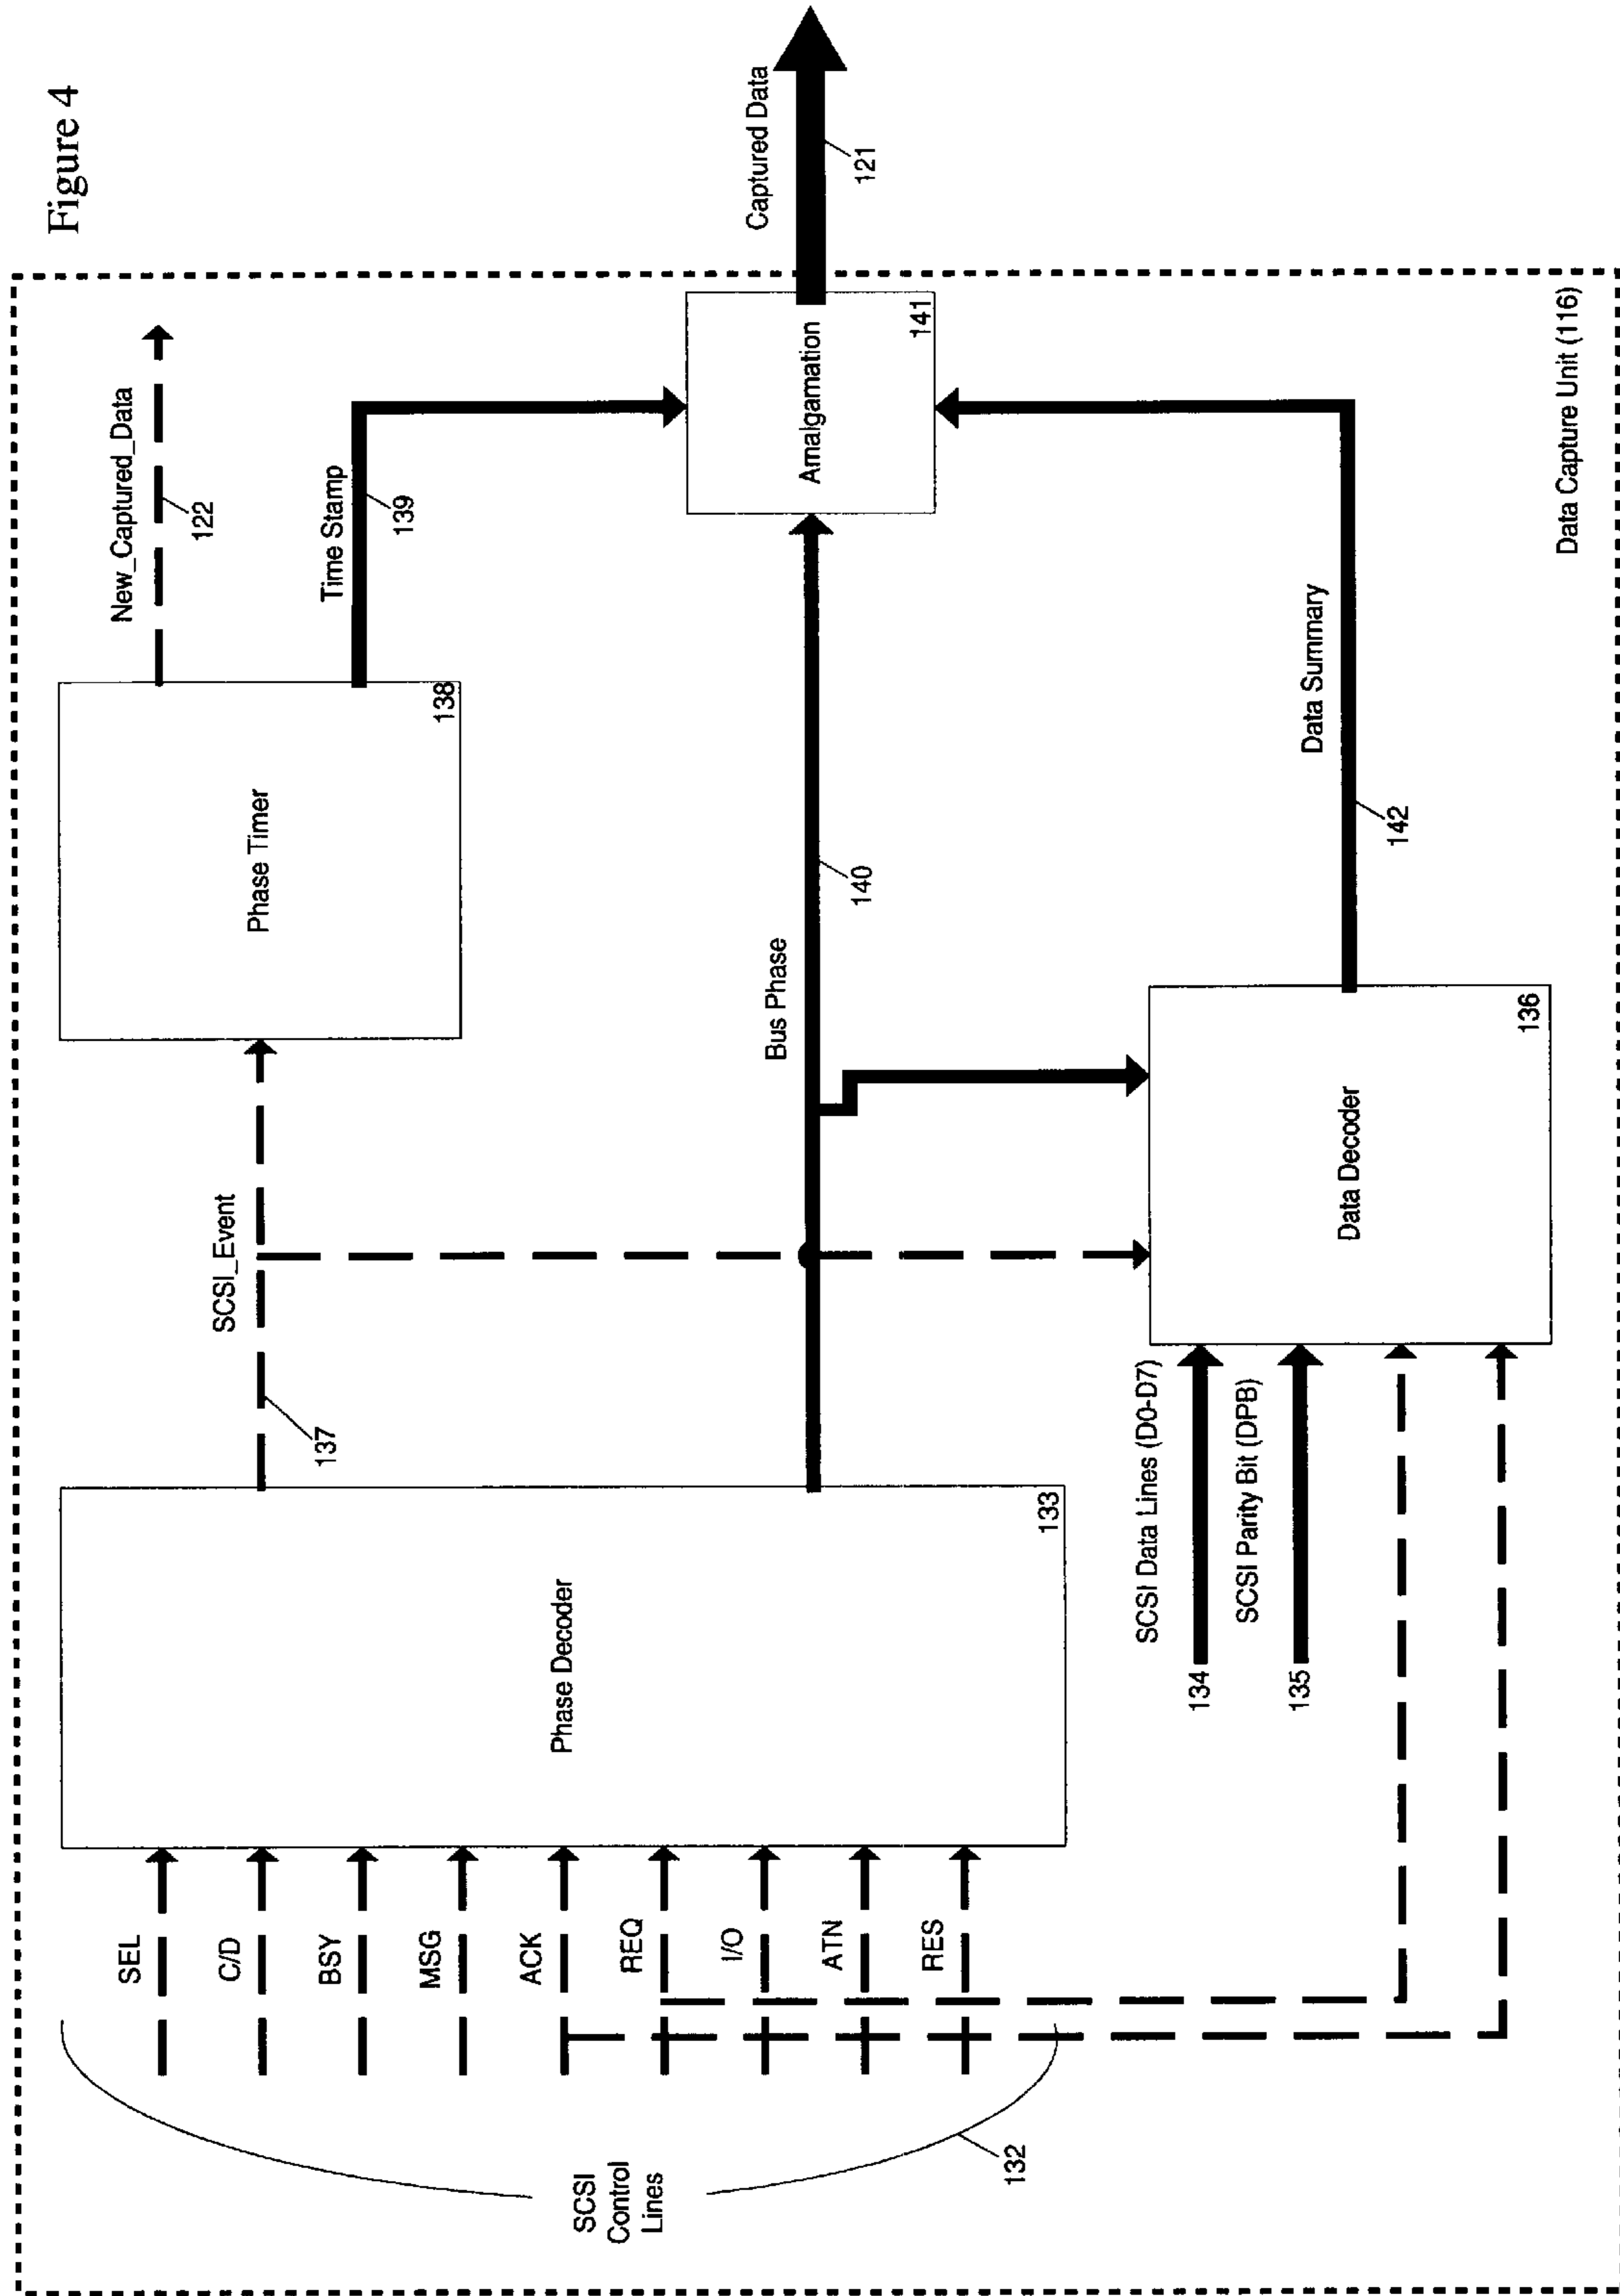 Figure 4
New_Captured_Data
122
Captured Data
121
Time Stamp
139
Phase Timer
138
SCSI_Event
137
Amalgamation
141
Bus Phase
140
Phase Decoder
133
SEL
C/D
BSY
MSG
ACK
REQ
I/O
ATN
RES
SCSI
Control
Lines
132
SCSI Data Lines (D0-D7)
134
SCSI Parity Bit (DPB)
135
Data Decoder
136
Data Summary
142
Data Capture Unit (116)